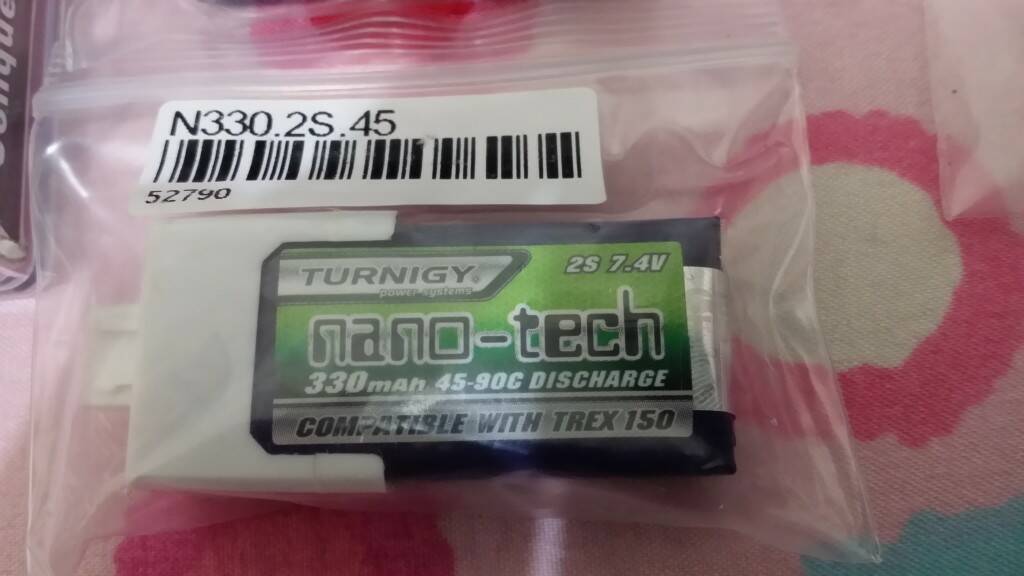 N330.2S.45
52790
TURNIGY
power systems
2S 7.4V
nano-tech
330mAh 45-90C DISCHARGE
COMPATIBLE WITH TREX 150